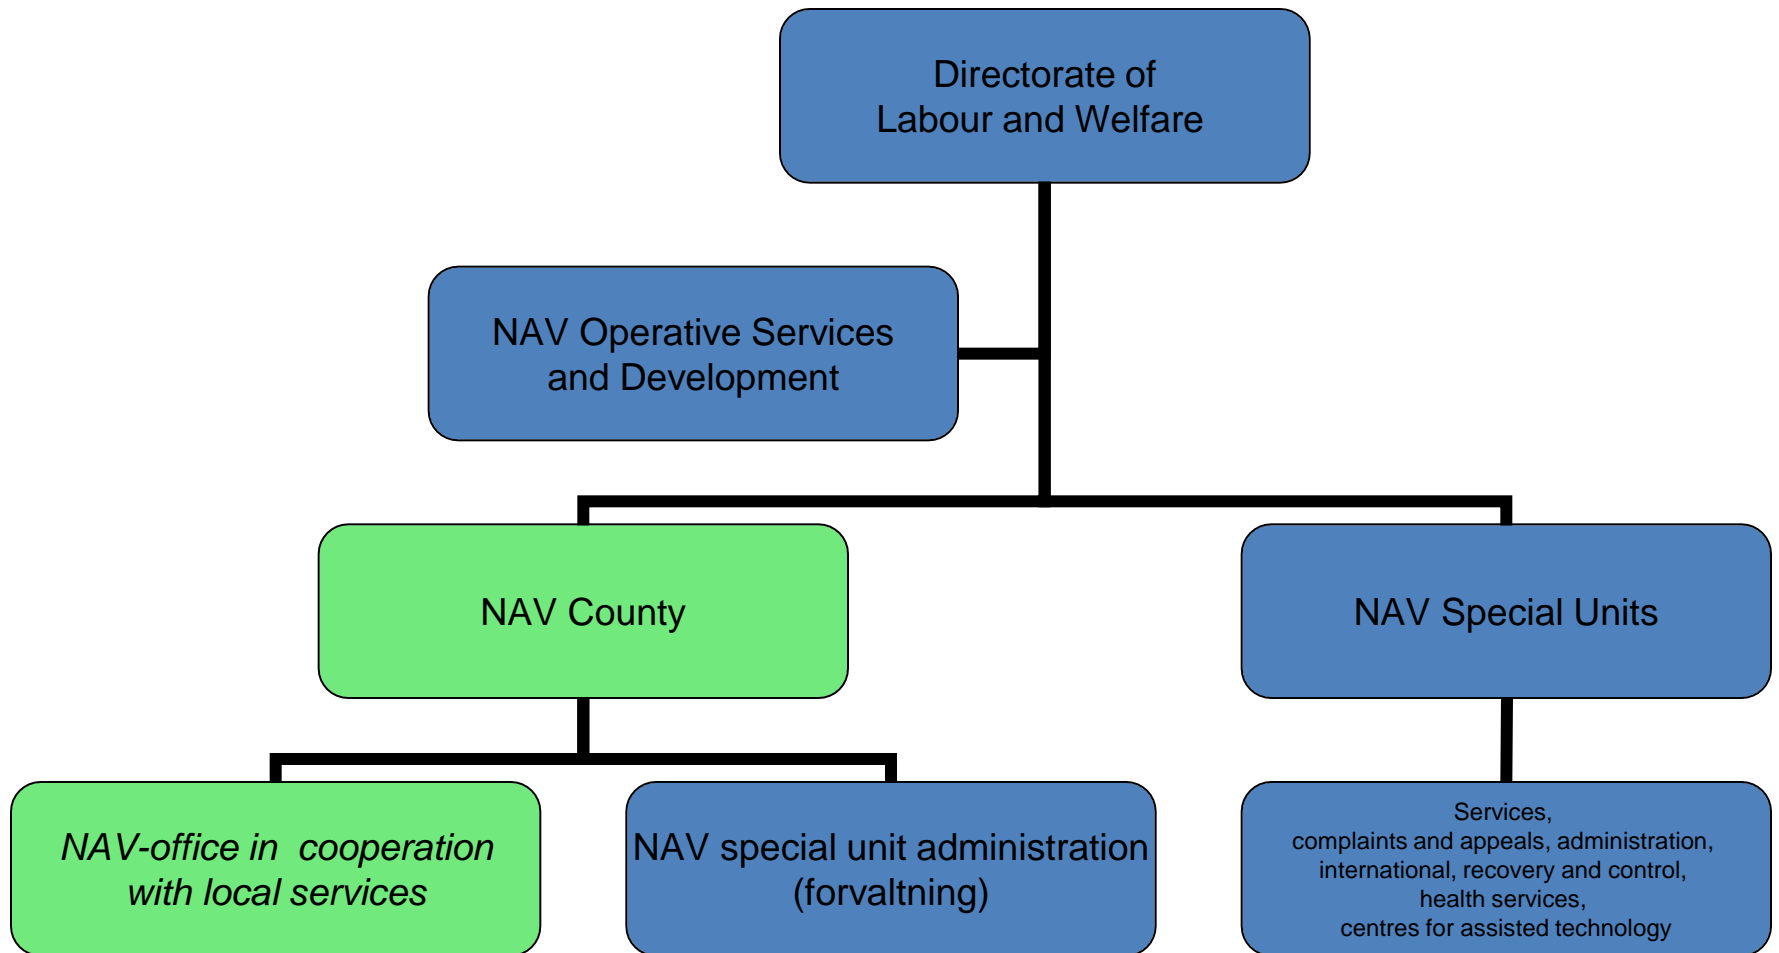 Directorate of
Labour and Welfare
NAV Operative Services
and Development
NAV County
NAV Special Units
NAV-office in  cooperation
with local services
NAV special unit administration
(forvaltning)
Services,
complaints and appeals, administration,
international, recovery and control,
health services,
centres for assisted technology